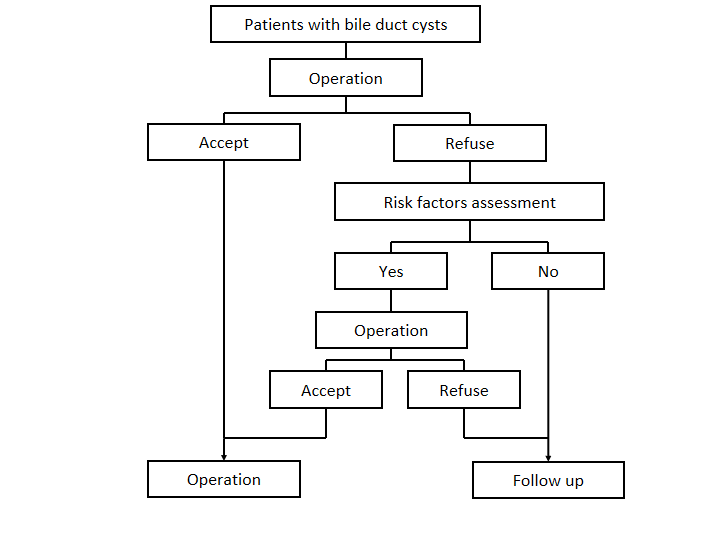 Patients with bile duct cysts
Operation
Accept
Refuse
Risk factors assessment
Yes
No
Operation
Accept
Refuse
Operation
Follow up